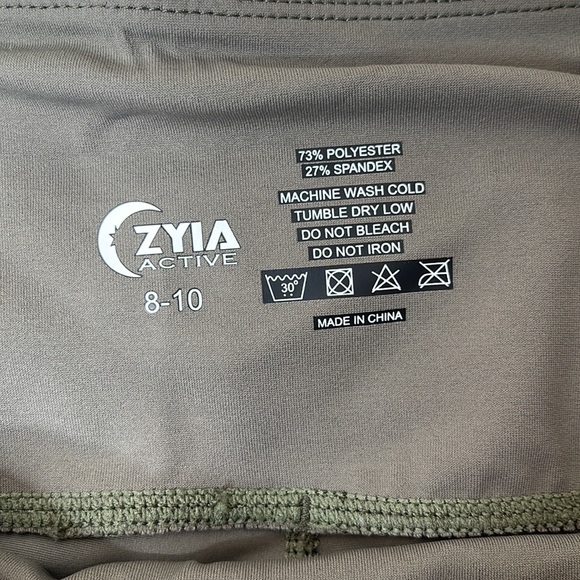 ZYIA
ACTIVE
8-10
73% POLYESTER
27% SPANDEX
MACHINE WASH COLD
TUMBLE DRY LOW
DO NOT BLEACH
DO NOT IRON
30°
MADE IN CHINA